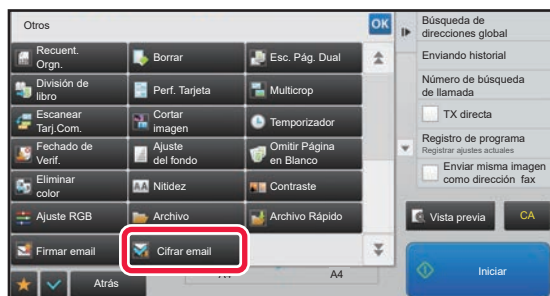 Otros
OK
Recuent.
Orgn.
Borrar
Esc. Pág. Dual
División de
libro
Perf. Tarjeta
Multicrop
Escanear
Tarj.Com.
Cortar
imagen
Temporizador
Fechado de
Verif.
Ajuste
del fondo
Omitir Página
en Blanco
Eliminar
color
Nitidez
Contraste
Ajuste RGB
Archivo
Archivo Rápido
Firmar email
Cifrar email
Atrás
A4
Búsqueda de
direcciones global
Enviando historial
Número de búsqueda
de llamada
TX directa
Registro de programa
Registrar ajustes actuales
Enviar misma imagen
como dirección fax
Vista previa
CA
Iniciar